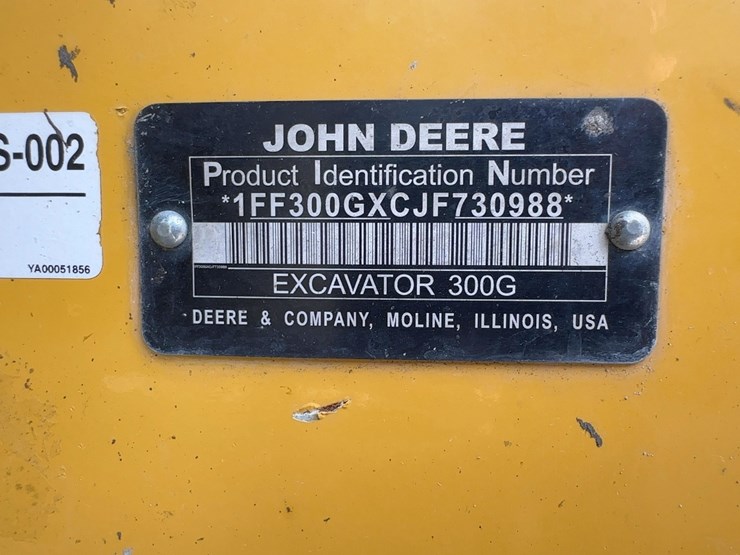 S-002
YA00051856
JOHN DEERE
Product Identification Number
*1FF300GXCJF730988*
EXCAVATOR 300G
DEERE & COMPANY, MOLINE, ILLINOIS, USA